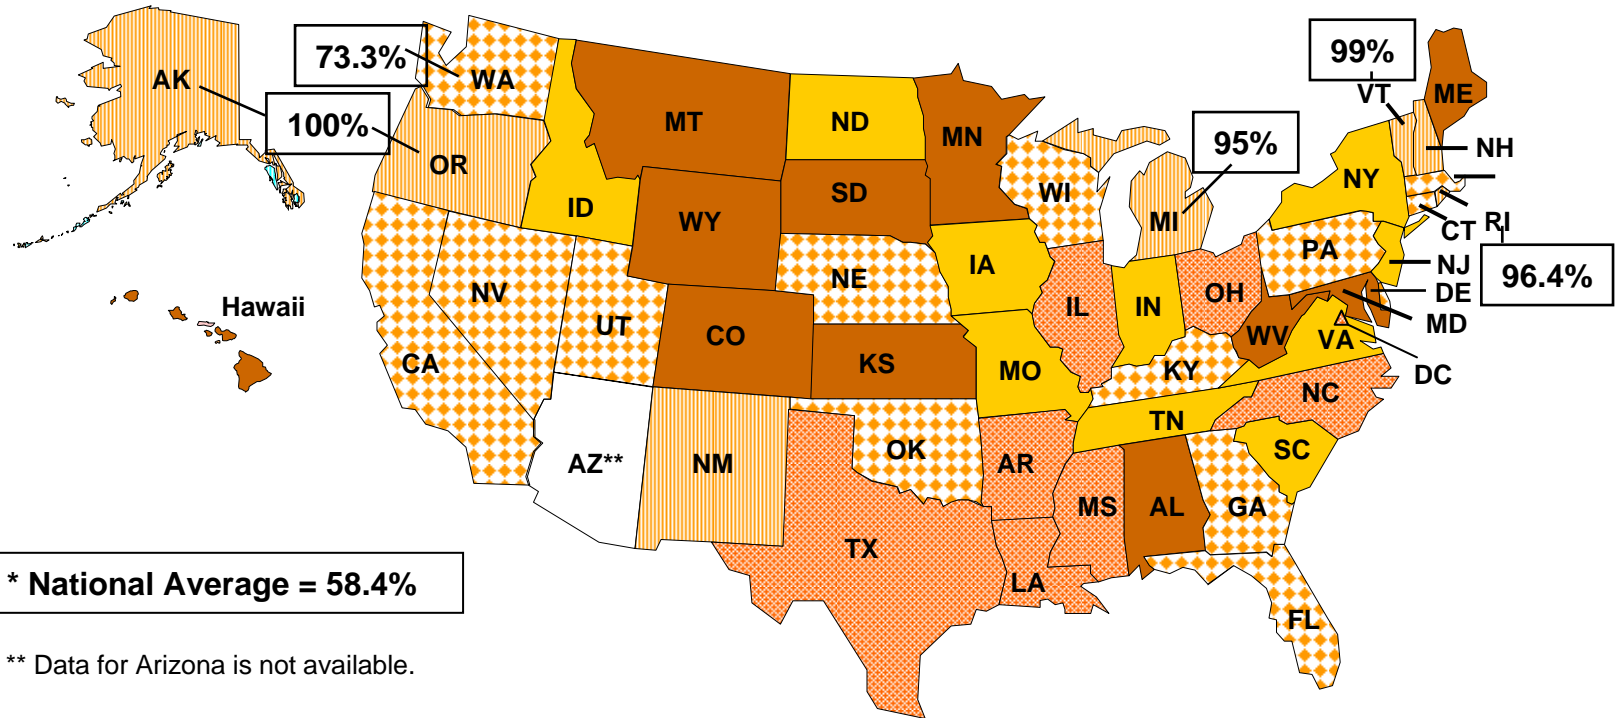 99%
73.3%
WA
AK
VT
ME
100%
MT
ND
MN
95%
NH
OR
WI
NY
ID
WY
SD
MI
CT
RI
PA
IA
NJ
96.4%
NV
NE
OH
DE
Hawaii
IL
IN
MD
UT
CO
WV
VA
CA
KS
MO
KY
DC
NC
TN
AZ**
NM
OK
AR
SC
MS
AL
GA
TX
LA
* National Average = 58.4%
FL
** Data for Arizona is not available.